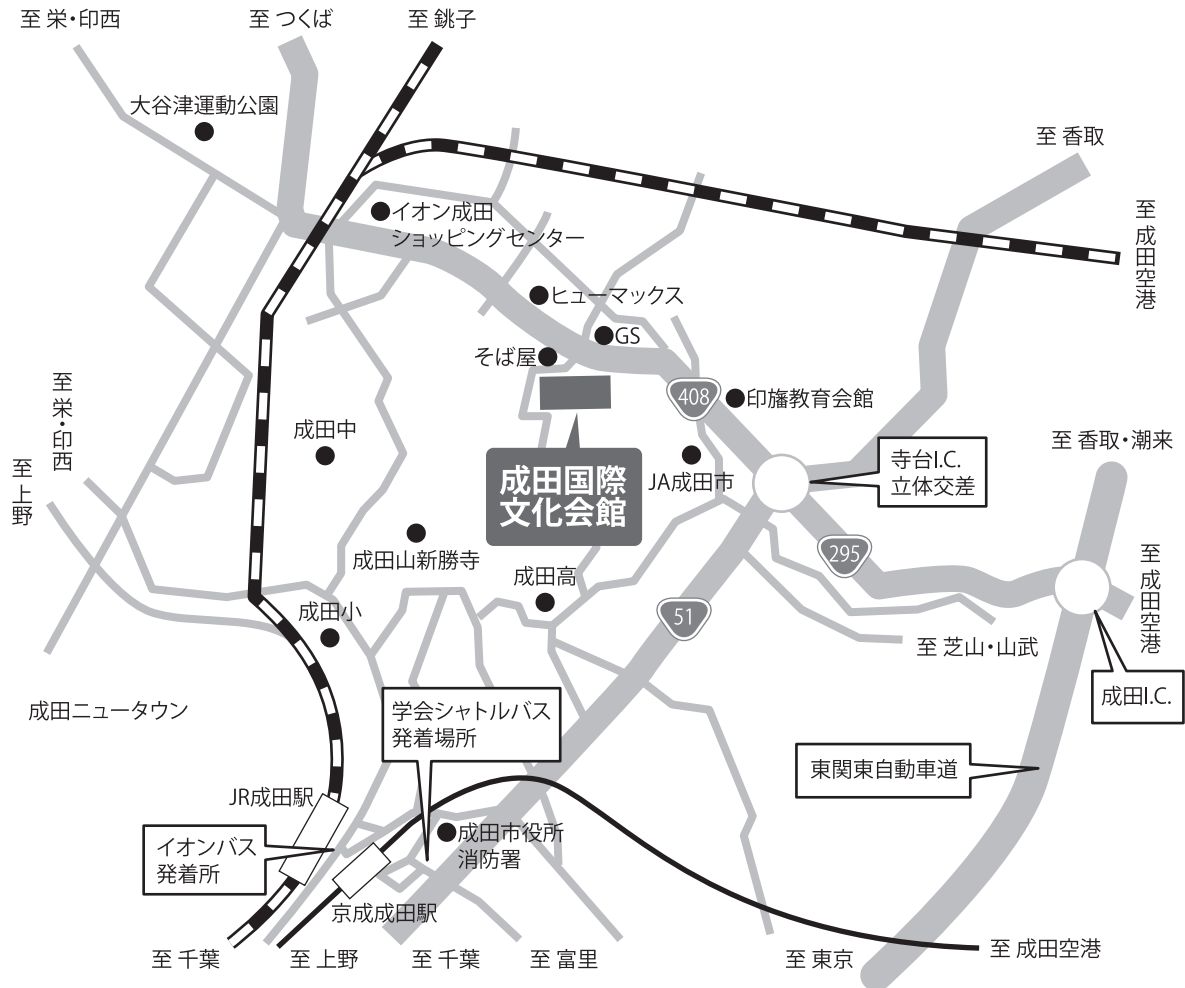 至 栄・印西
至 つくば
至 銚子
大谷津運動公園
至 香取
イオン成田
ショッピングセンター
至 成田空港
ヒューマックス
GS
そば屋
至 栄・印西
408
印旛教育会館
成田中
至 香取・潮来
至 上野
成田国際
文化会館
JA成田市
寺台I.C.
立体交差
成田山新勝寺
295
至 成田空港
成田高
成田小
51
至 芝山・山武
成田I.C.
成田ニュータウン
学会シャトルバス
発着場所
東関東自動車道
JR成田駅
イオンバス
発着所
成田市役所
消防署
京成成田駅
至 千葉
至 上野
至 千葉
至 富里
至 東京
至 成田空港